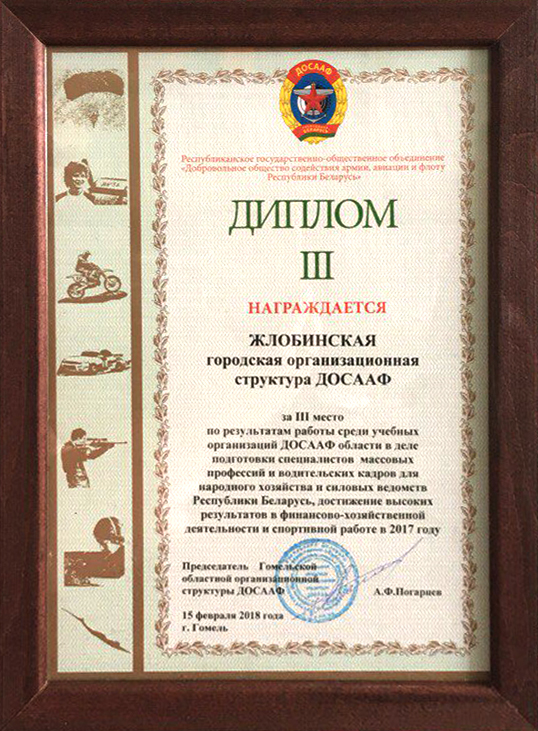 ДОСААФ
БЕЛАРУСЬ
Республиканское государственно-общественное объединение
«Добровольное общество содействия армии, авиации и флоту
Республики Беларусь»
ДИПЛОМ
III
НАГРАЖДАЕТСЯ
ЖЛОБИНСКАЯ
городская организационная
структура ДОСААФ
за III место
по результатам работы среди учебных
организаций ДОСААФ области в деле
подготовки специалистов массовых
профессий и водительских кадров для
народного хозяйства и силовых ведомств
Республики Беларусь, достижение высоких
результатов в финансово-хозяйственной
деятельности и спортивной работе в 2017 году
Председатель Гомельской
областной организационной
структуры ДОСААФ А.Ф.Погарцев
15 февраля 2018 года
г. Гомель